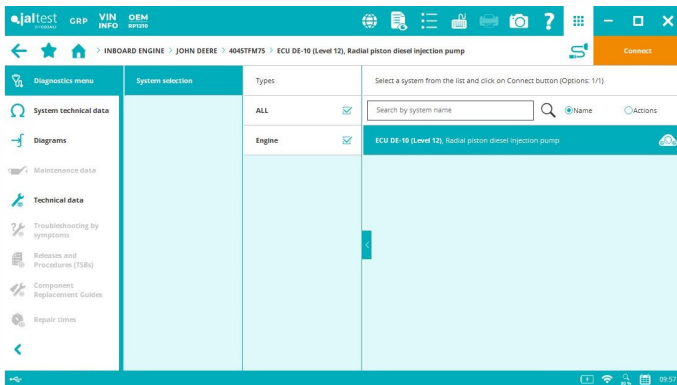 jaltest GRP VIN INFO OEM RP1210
BY COJALI
> INBOARD ENGINE > JOHN DEERE > 4045TFM75 > ECU DE-10 (Level 12), Radial piston diesel injection pump
Connect
Diagnostics menu
System selection
Types
Select a system from the list and click on Connect button (Options: 1/1)
System technical data
ALL
Search by system name
Name
Actions
Diagrams
Engine
ECU DE-10 (Level 12), Radial piston diesel injection pump
Maintenance data
Technical data
Troubleshooting by
symptoms
Releases and
Procedures (TSBs)
Component
Replacement Guides
Repair times
09:57